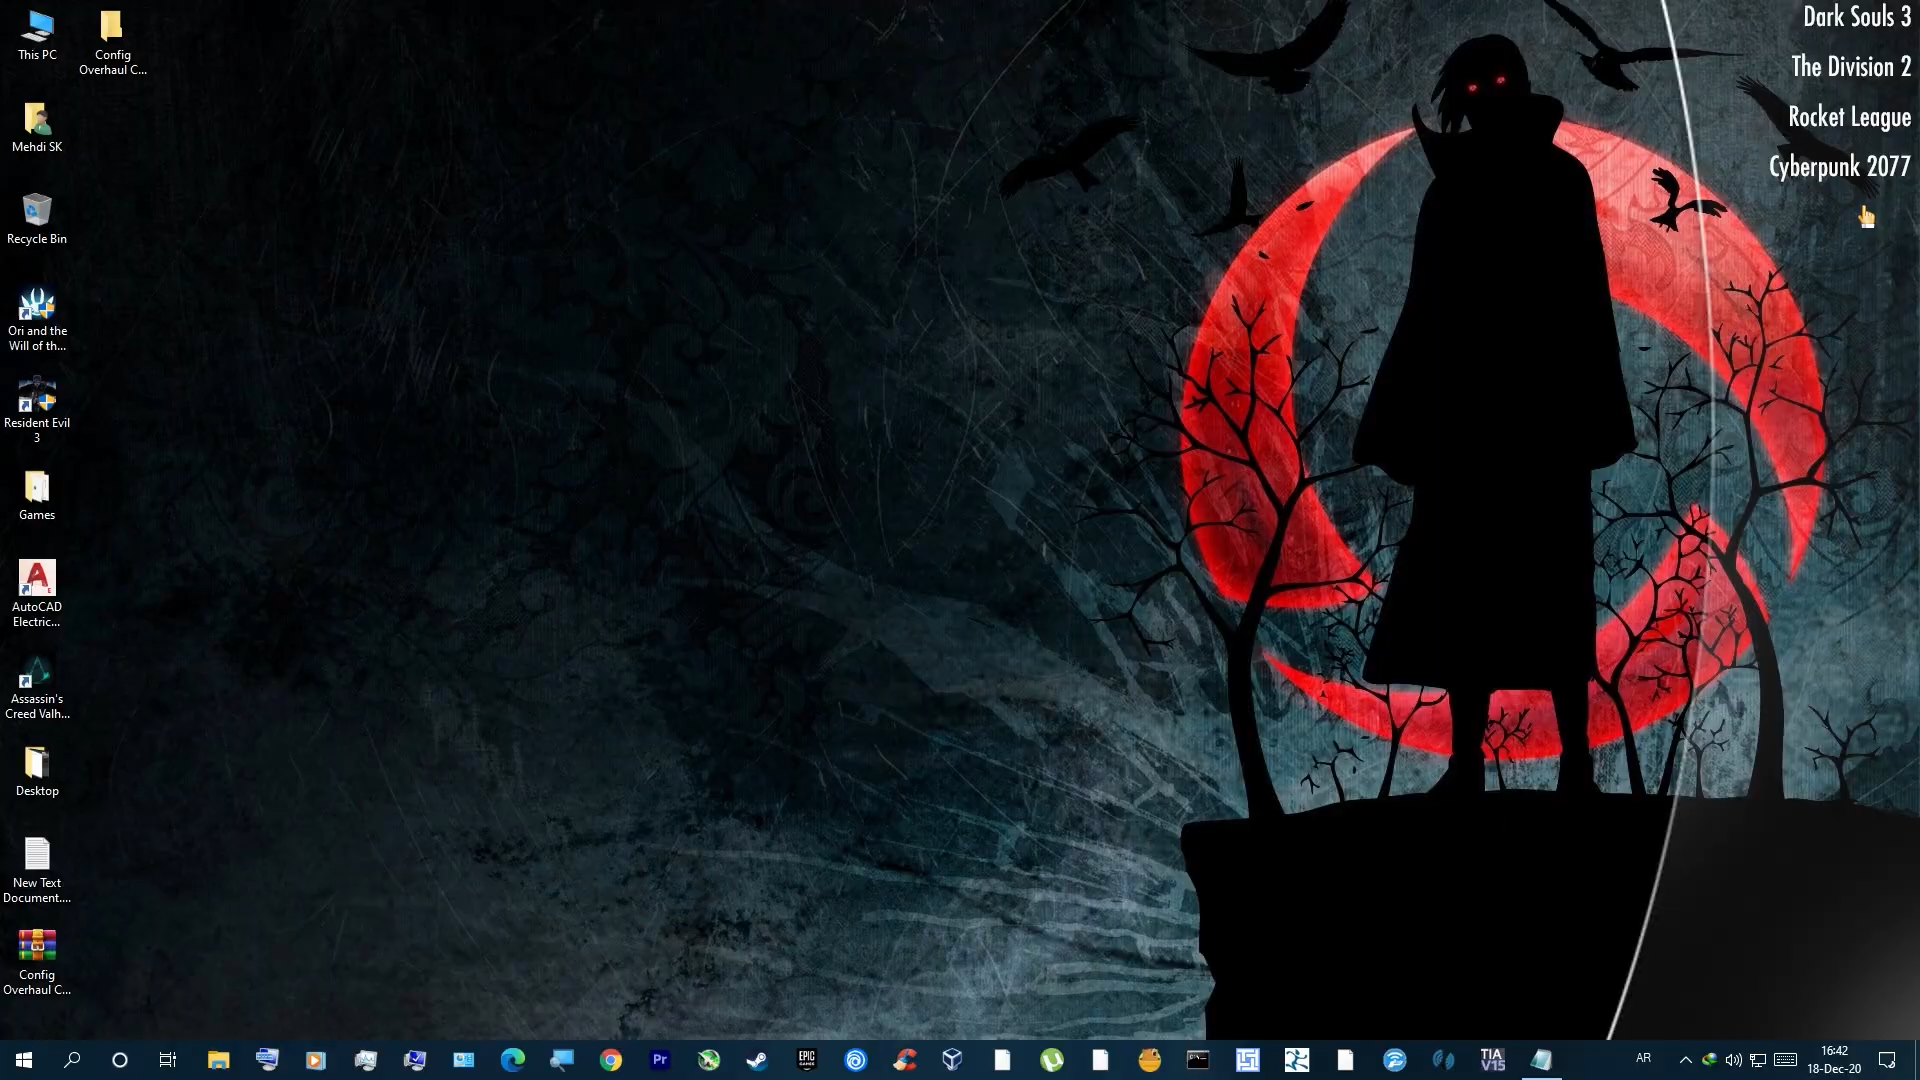 This PC
Config
Overhaul C...
Mehdi SK
Recycle Bin
Ori and the
Will of th...
Resident Evil
3
Games
AutoCAD
Electric...
Assassin's
Creed Valh...
Desktop
New Text
Document....
Config
Overhaul C...
Dark Souls 3
The Division 2
Rocket League
Cyberpunk 2077
Pr
EPIC
GAMES
TIA
V15
AR
16:42
18-Dec-20